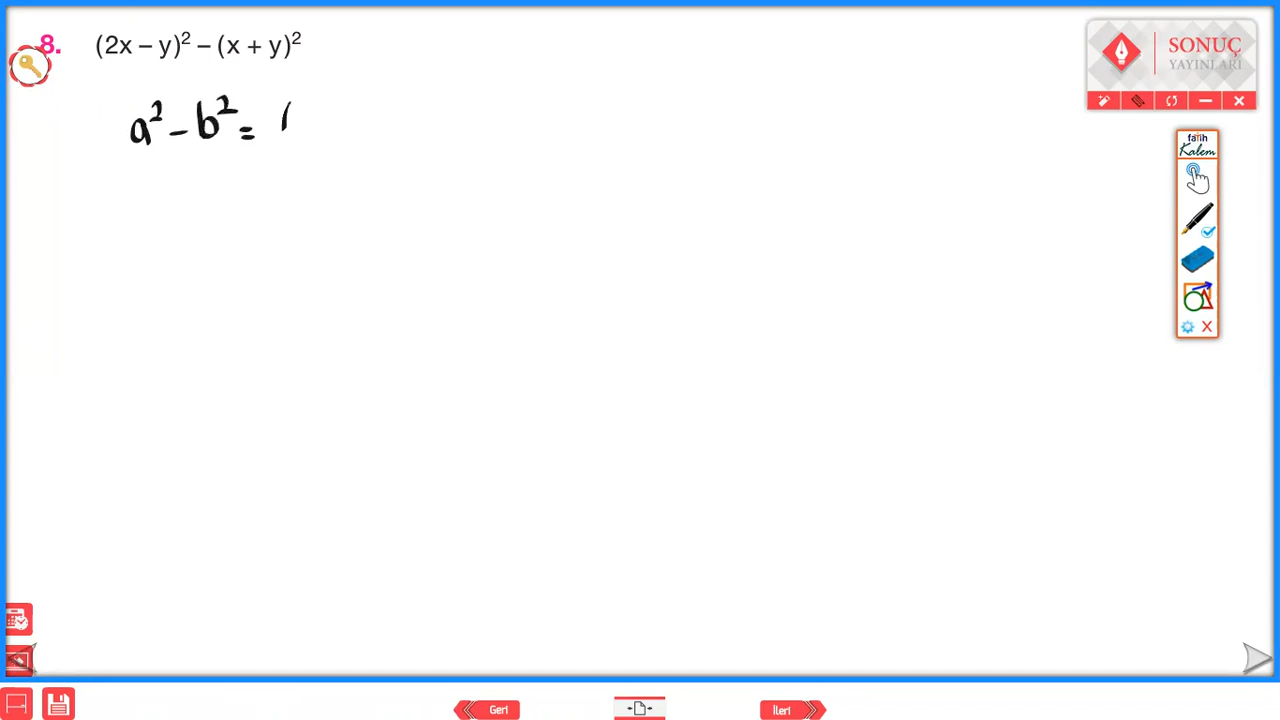 8. (2x – y)² – (x + y)²
a² - b² = (
SONUÇ
YAYINLARI
fatih
Kalem
Geri
İleri